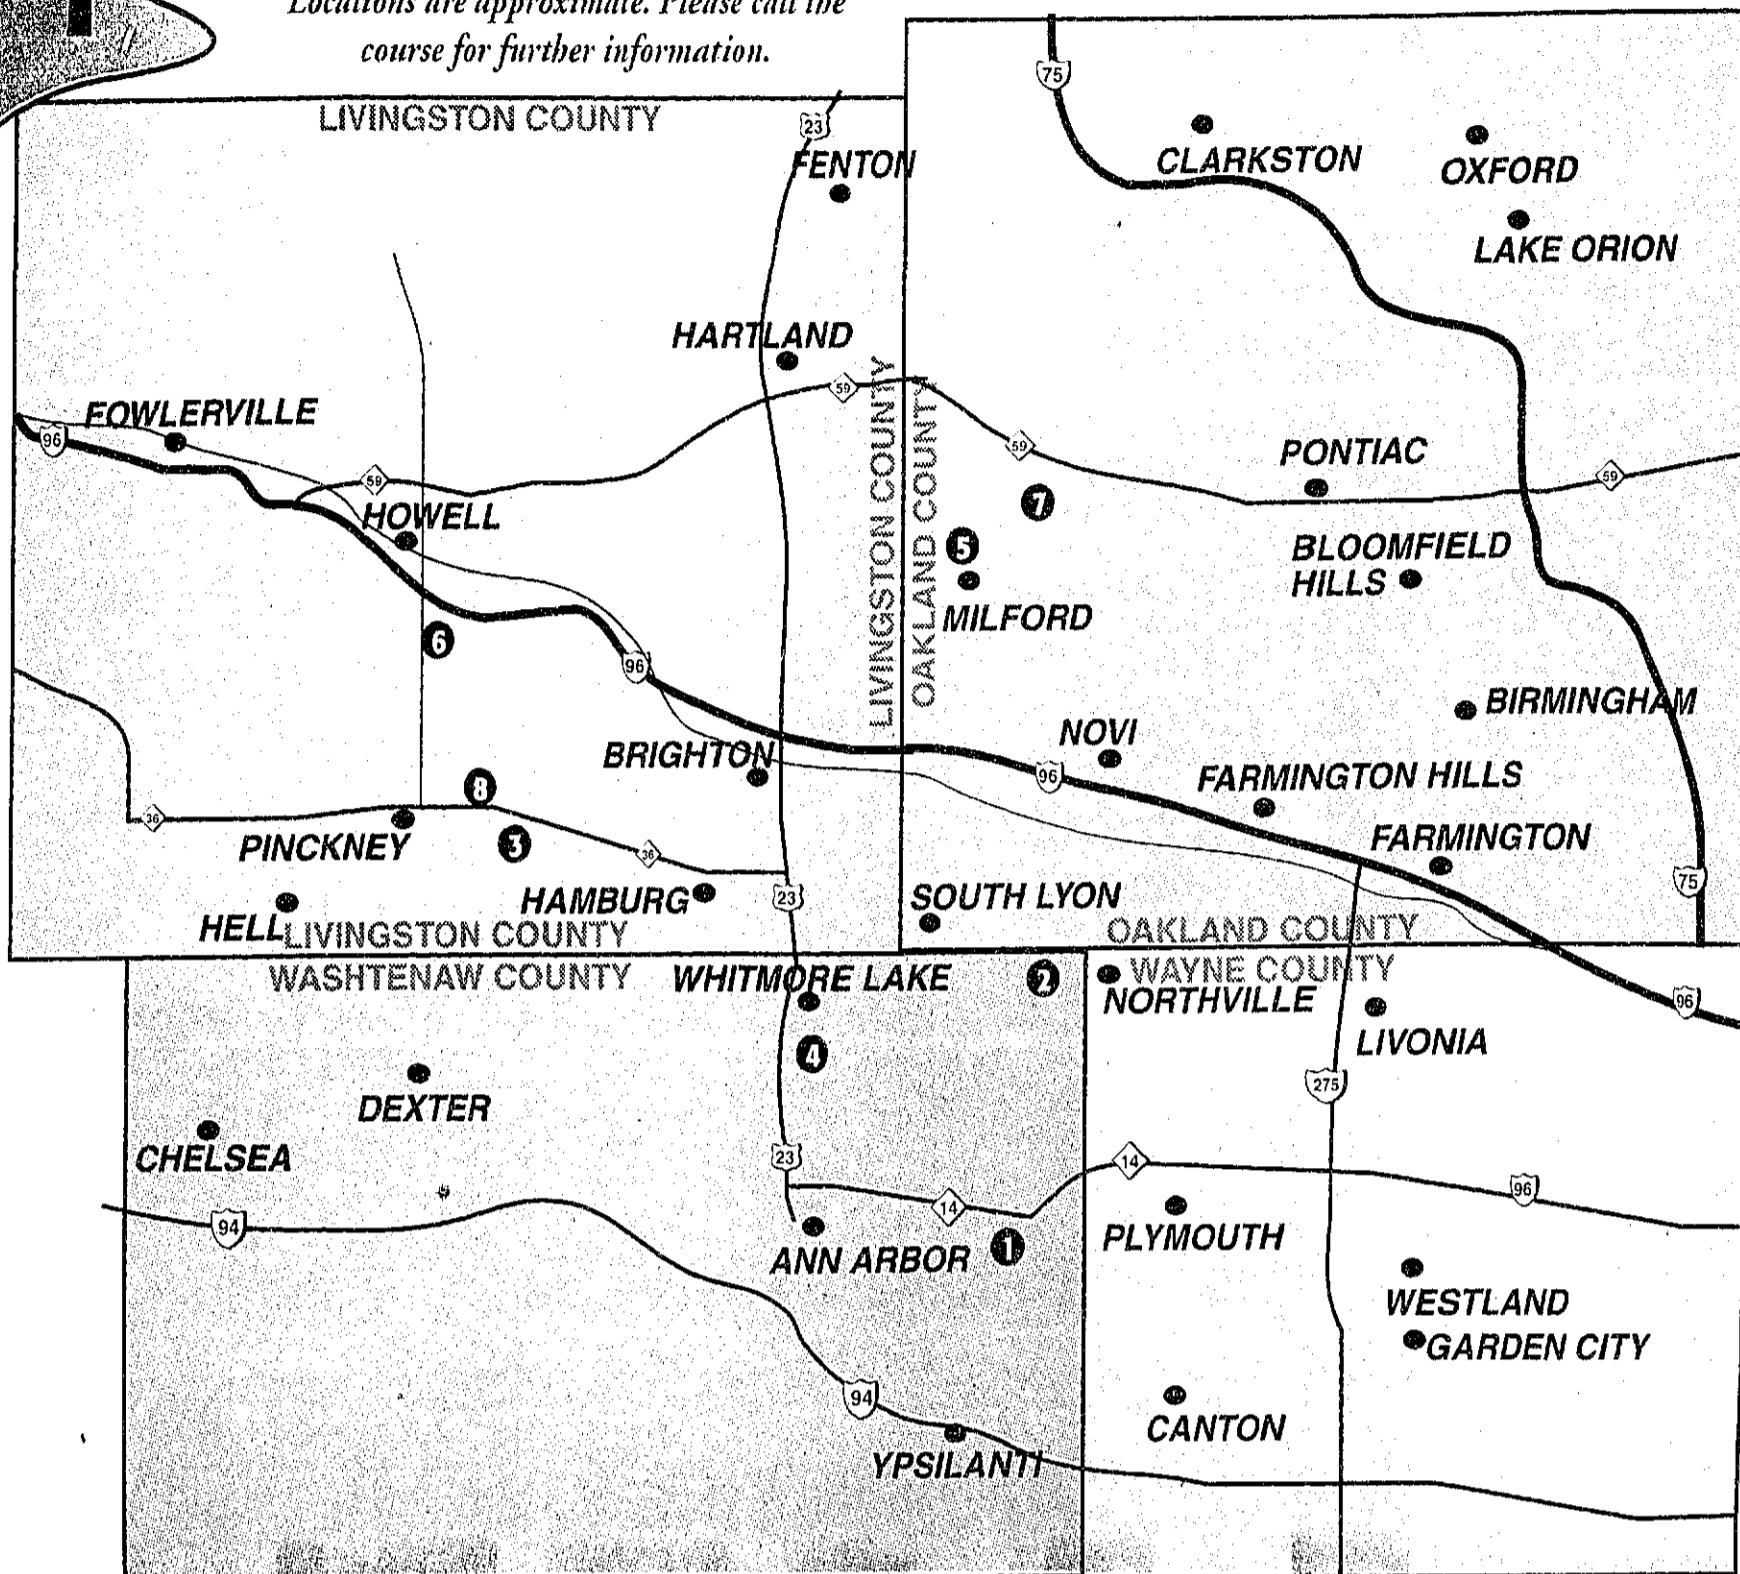 Locations are approximate. Please call the
course for further information.
75
LIVINGSTON COUNTY
23
FENTON
CLARKSTON
OXFORD
LAKE ORION
HARTLAND
59
FOWLERVILLE
96
59
PONTIAC
59
59
HOWELL
7
LIVINGSTON COUNTY
OAKLAND COUNTY
5
BLOOMFIELD
HILLS
MILFORD
6
96
BIRMINGHAM
NOVI
BRIGHTON
96
FARMINGTON HILLS
8
36
PINCKNEY
3
36
FARMINGTON
75
HAMBURG
23
SOUTH LYON
HELL
LIVINGSTON COUNTY
OAKLAND COUNTY
WASHTENAW COUNTY
WHITMORE LAKE
2
WAYNE COUNTY
NORTHVILLE
96
LIVONIA
4
275
DEXTER
CHELSEA
23
14
96
14
94
PLYMOUTH
ANN ARBOR
1
WESTLAND
GARDEN CITY
94
CANTON
YPSILANTI